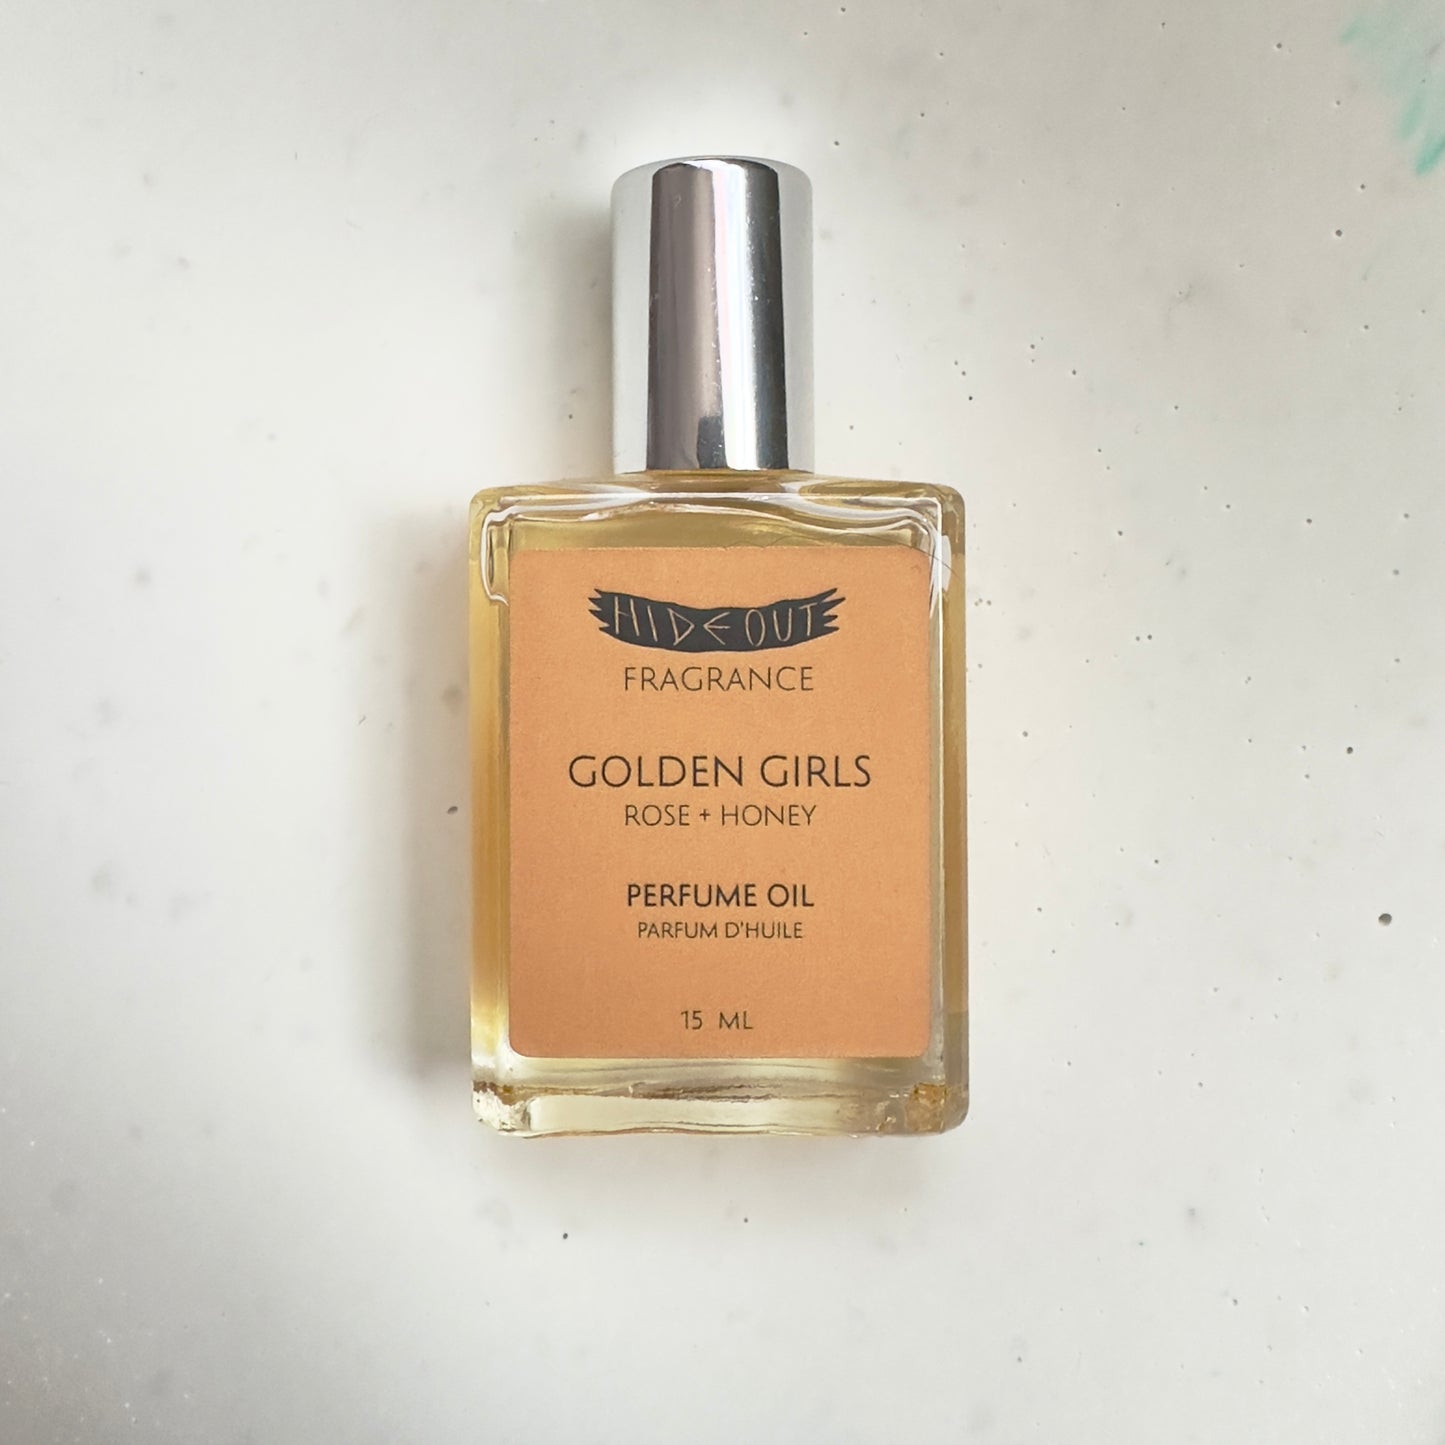 HIDEOUT
FRAGRANCE
GOLDEN GIRLS
ROSE + HONEY
PERFUME OIL
PARFUM D'HUILE
15 ML